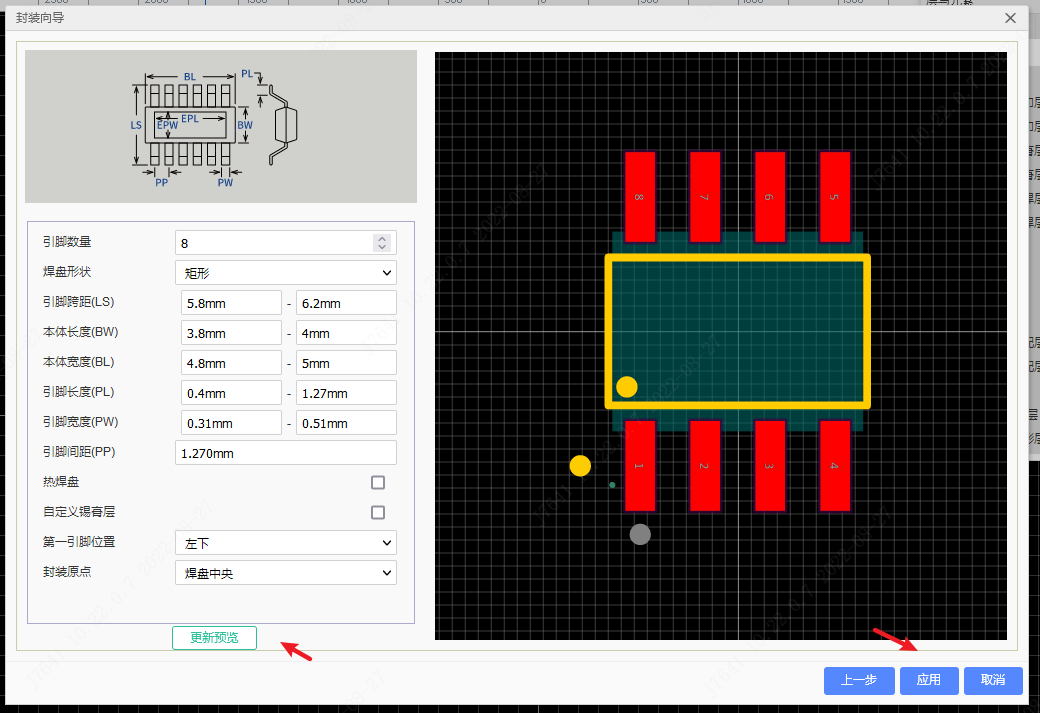 封装向导
BL
PL
LS
EPL
EPW
BW
PP
PW
引脚数量 8
焊盘形状 矩形
引脚跨距(LS) 5.8mm - 6.2mm
本体长度(BW) 3.8mm - 4mm
本体宽度(BL) 4.8mm - 5mm
引脚长度(PL) 0.4mm - 1.27mm
引脚宽度(PW) 0.31mm - 0.51mm
引脚间距(PP) 1.270mm
热焊盘
自定义锡膏层
第一引脚位置 左下
封装原点 焊盘中央
更新预览
8 7 6 5
1 2 3 4
上一步 应用 取消